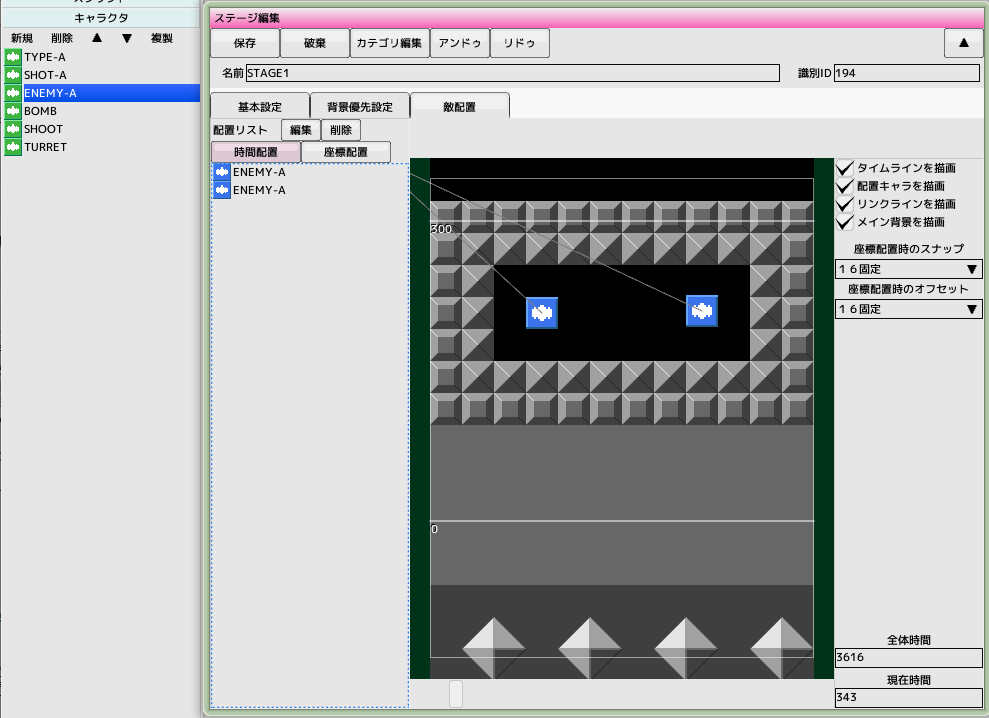 キャラクタ
新規 削除 ▲ ▼ 複製
TYPE-A
SHOT-A
ENEMY-A
BOMB
SHOOT
TURRET
ステージ編集
保存 破棄 カテゴリ編集 アンドゥ リドゥ ▲
名前 STAGE1 識別ID 194
基本設定 背景優先設定 敵配置
配置リスト 編集 削除
時間配置 座標配置
ENEMY-A
ENEMY-A
300
0
タイムラインを描画
配置キャラを描画
リンクラインを描画
メイン背景を描画
座標配置時のスナップ
１６固定 ▼
座標配置時のオフセット
１６固定 ▼
全体時間
3616
現在時間
343